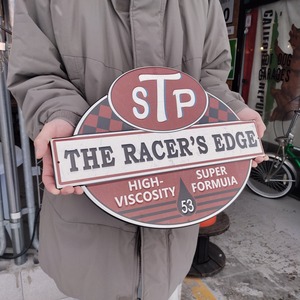 STP
THE RACER'S EDGE
HIGH-
VISCOSITY
SUPER
FORMUIA
53